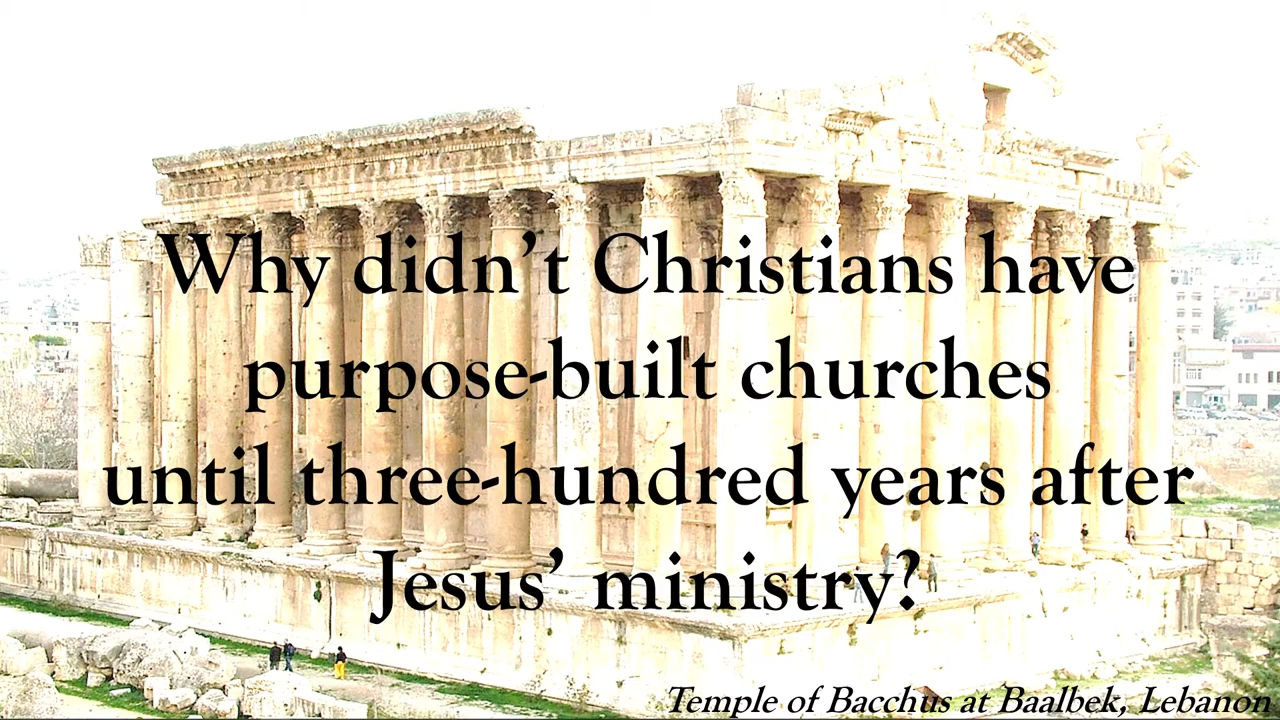 Why didn’t Christians have
purpose-built churches
until three-hundred years after
Jesus’ ministry?
Temple of Bacchus at Baalbek, Lebanon